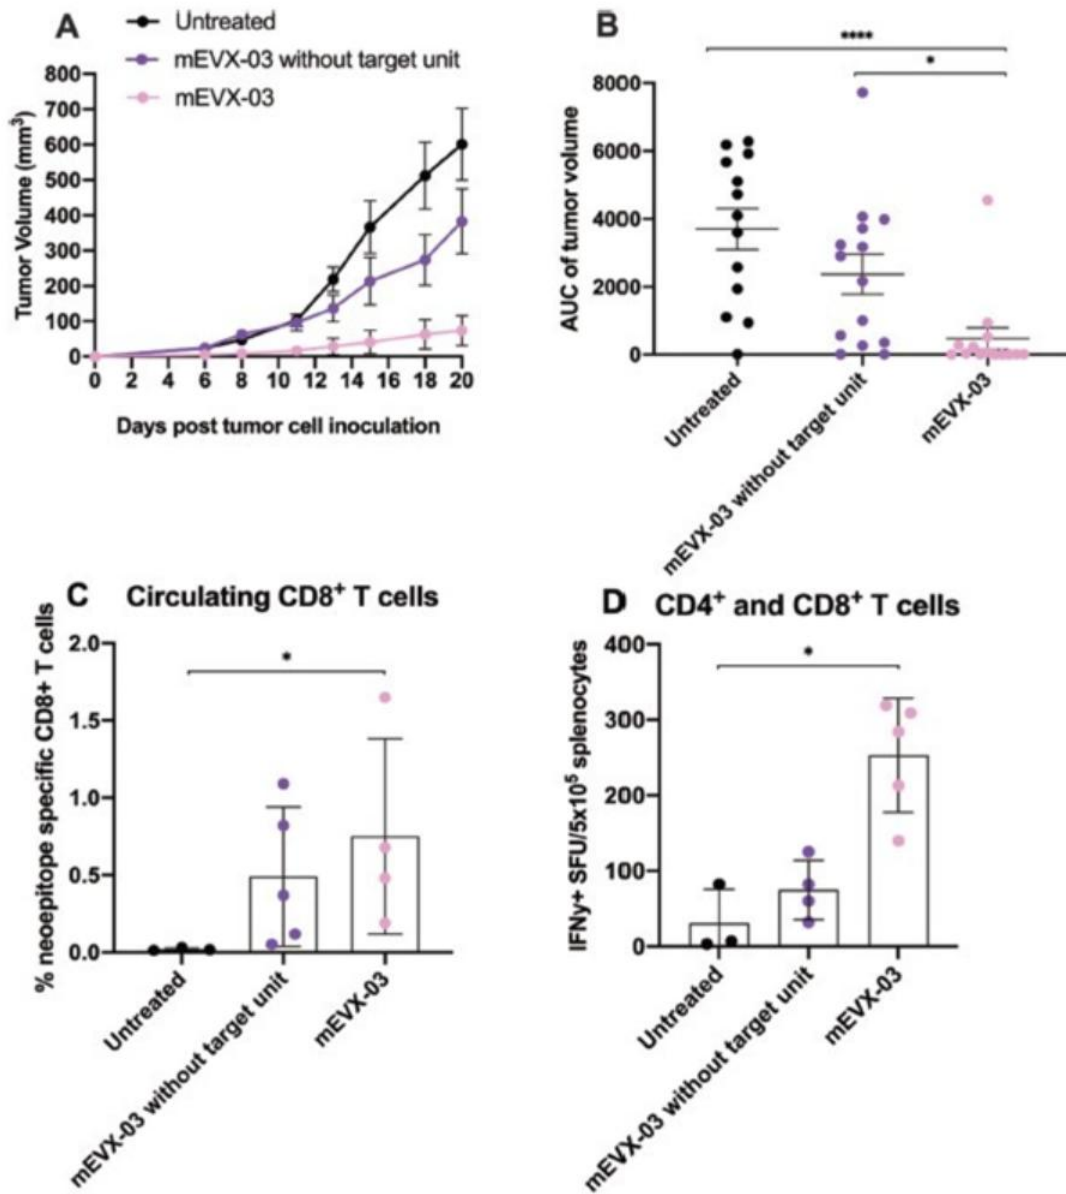 A
Untreated
mEVX-03 without target unit
mEVX-03
Tumor Volume (mm³)
800
700
600
500
400
300
200
100
0
0 2 4 6 8 10 12 14 16 18 20
Days post tumor cell inoculation
B
****
*
AUC of tumor volume
8000
6000
4000
2000
0
Untreated
mEVX-03 without target unit
mEVX-03
C Circulating CD8⁺ T cells
% neoepitope specific CD8+ T cells
2.0
1.5
1.0
0.5
0.0
*
Untreated
mEVX-03 without target unit
mEVX-03
D CD4⁺ and CD8⁺ T cells
IFNy+ SFU/5x10⁵ splenocytes
400
300
200
100
0
*
Untreated
mEVX-03 without target unit
mEVX-03